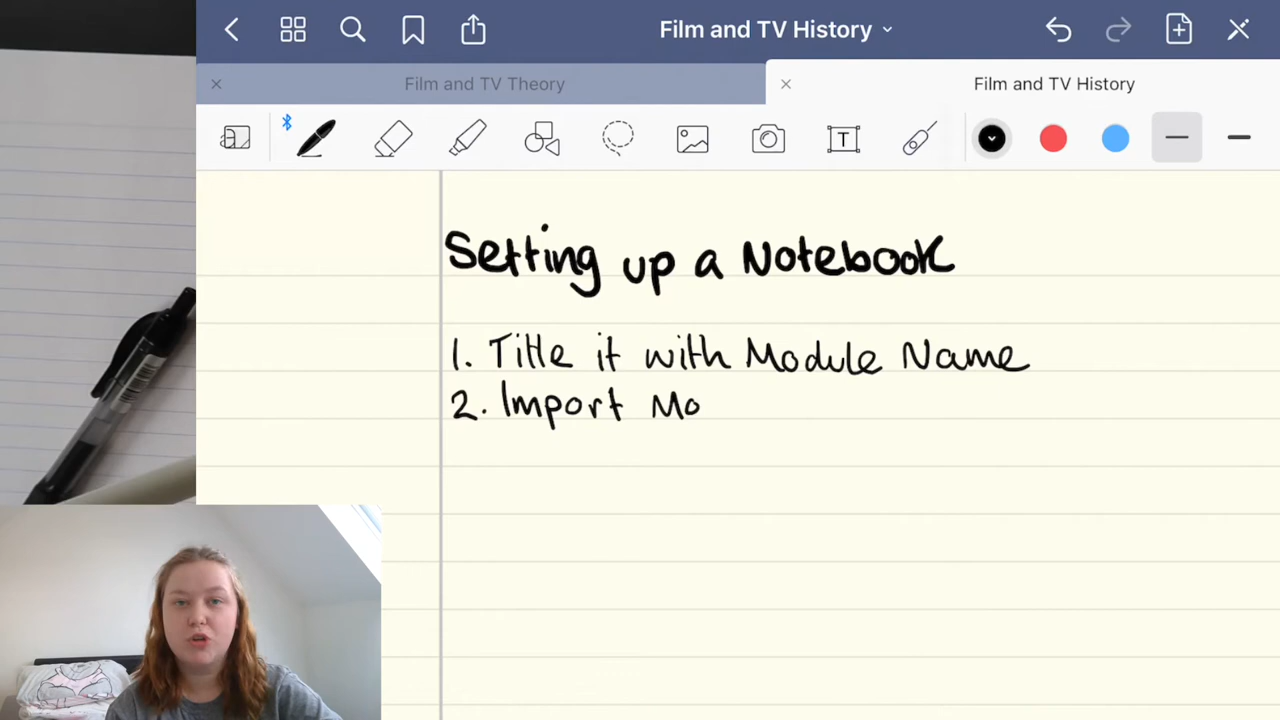 Film and TV History
Film and TV Theory
Film and TV History
T
Setting up a Notebook
1. Title it with Module Name
2. Import Mo